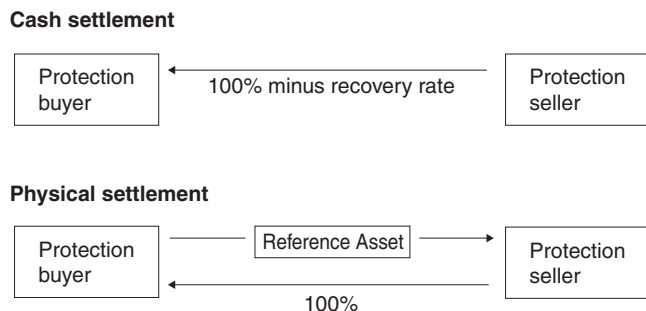 Cash settlement
Protection
buyer
100% minus recovery rate
Protection
seller
Physical settlement
Protection
buyer
Reference Asset
Protection
seller
100%